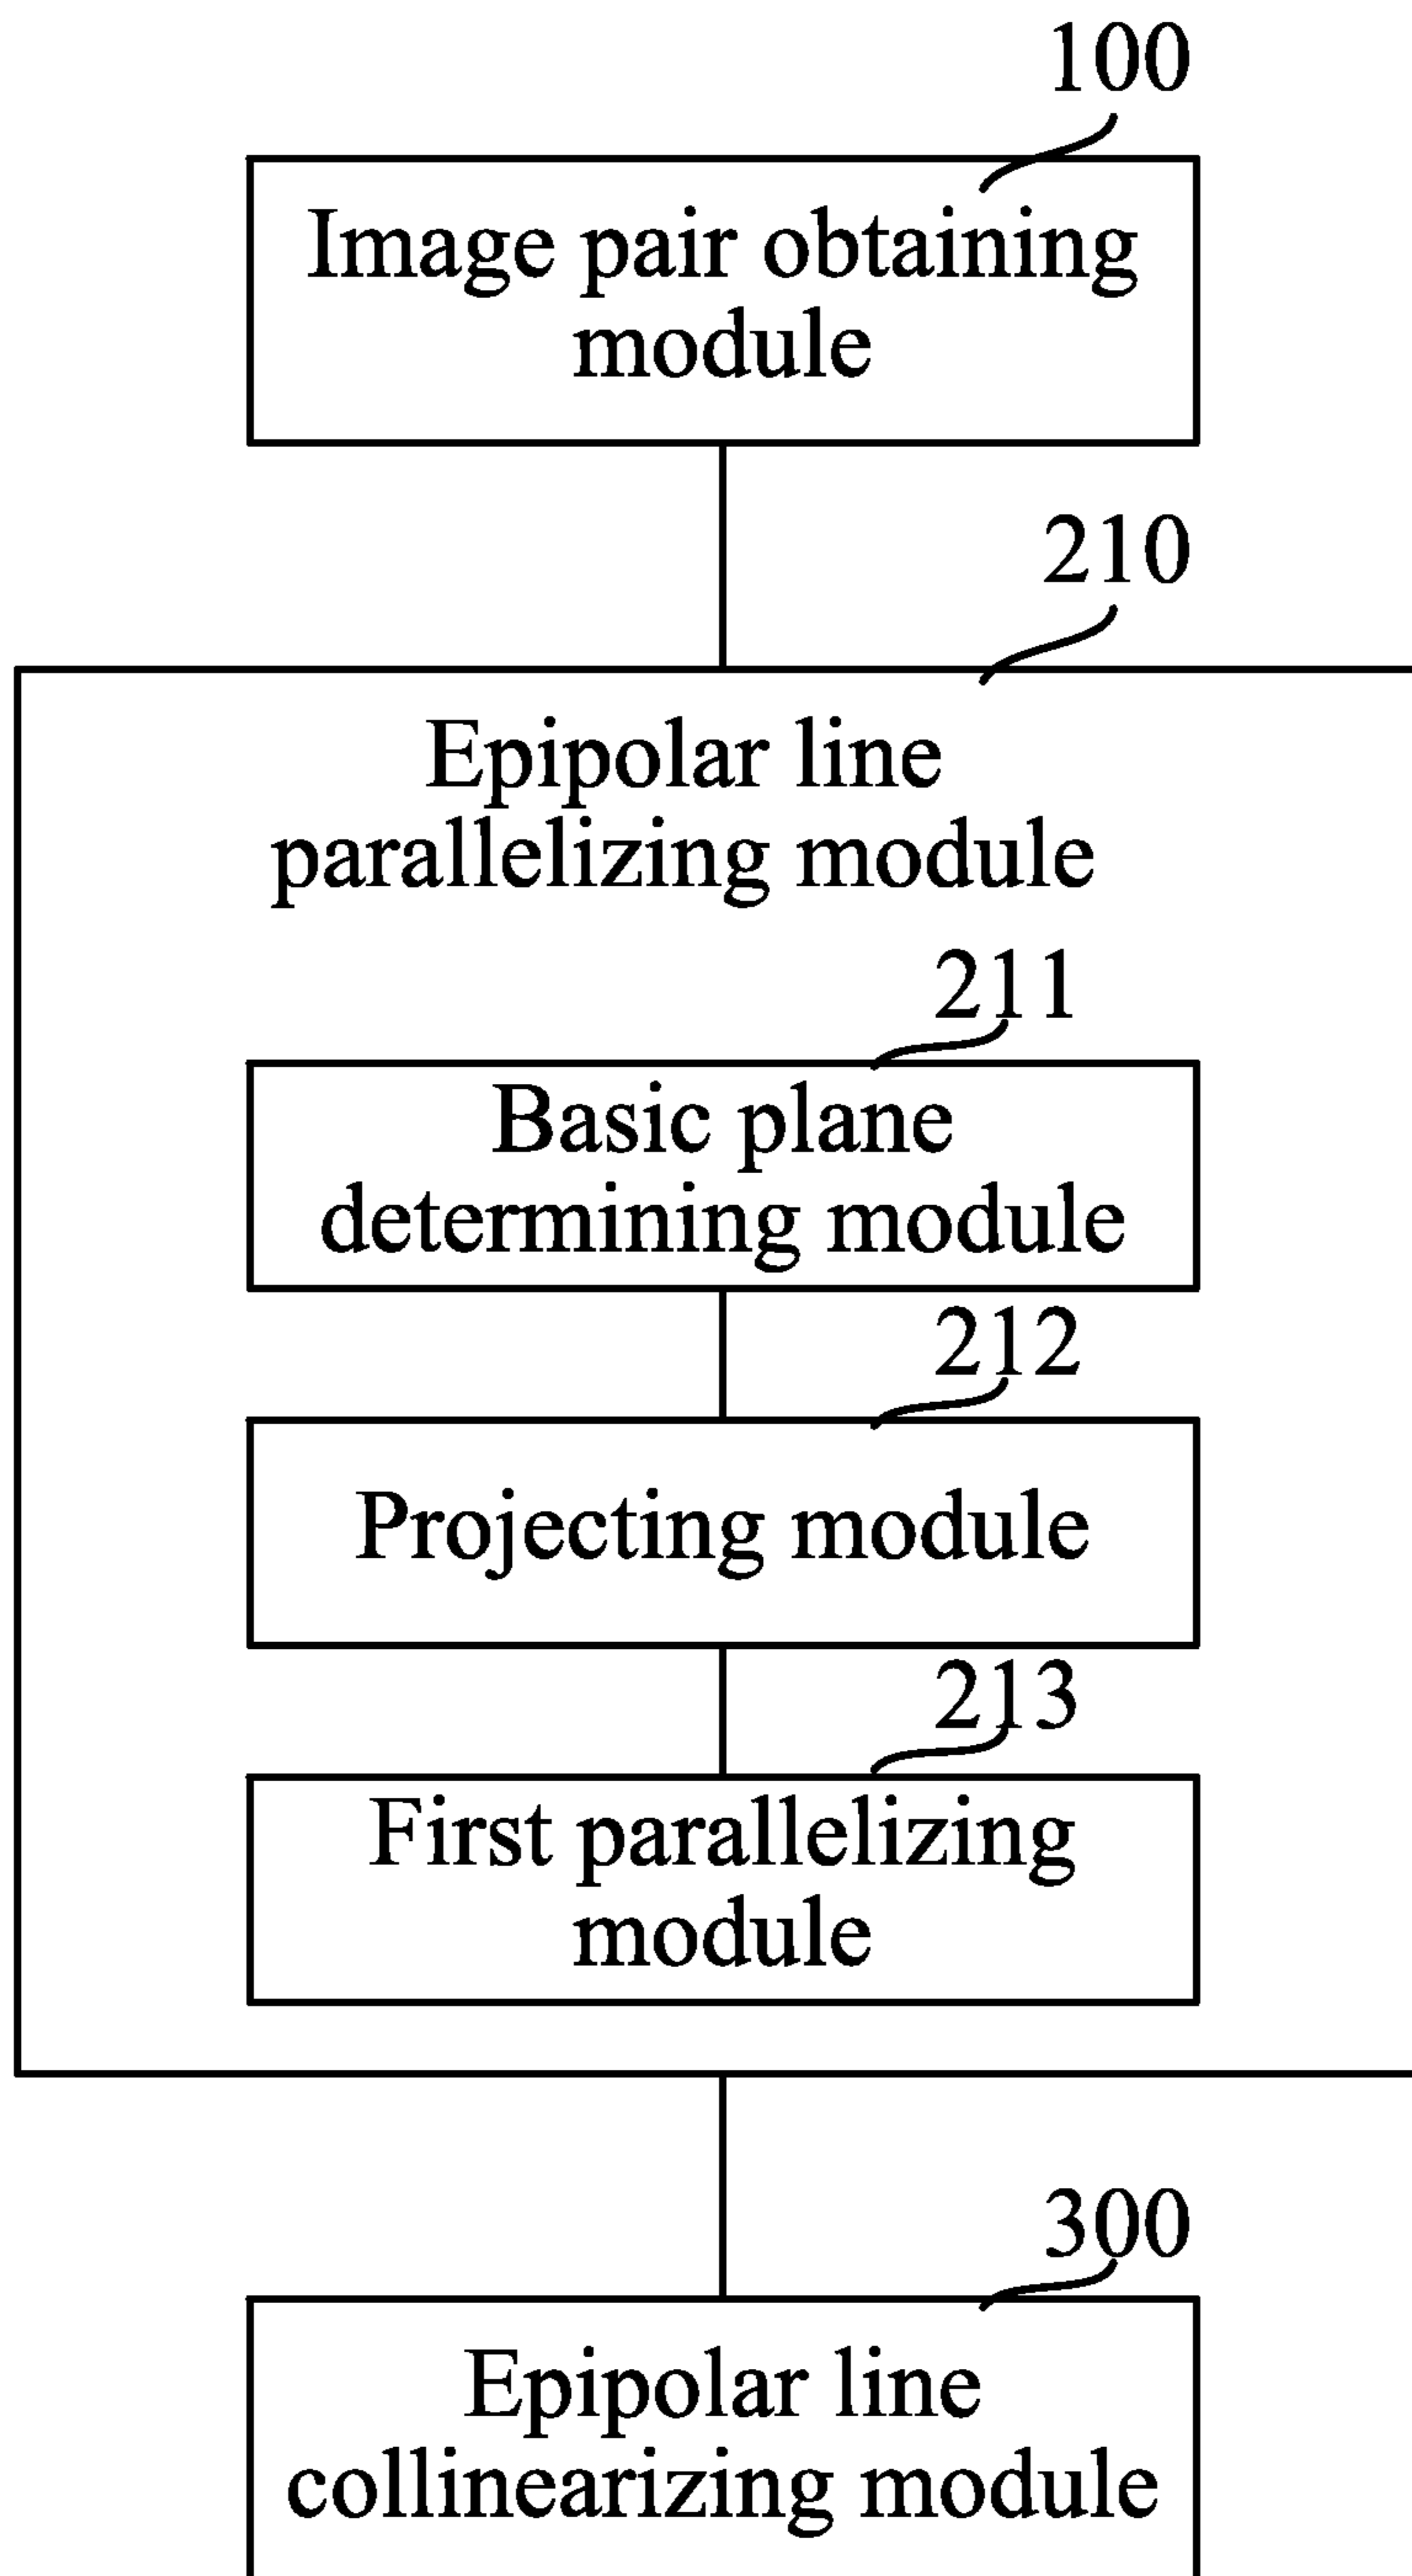 100
Image pair obtaining
module
210
Epipolar line
parallelizing module
211
Basic plane
determining module
212
Projecting module
213
First parallelizing
module
300
Epipolar line
collinearizing module